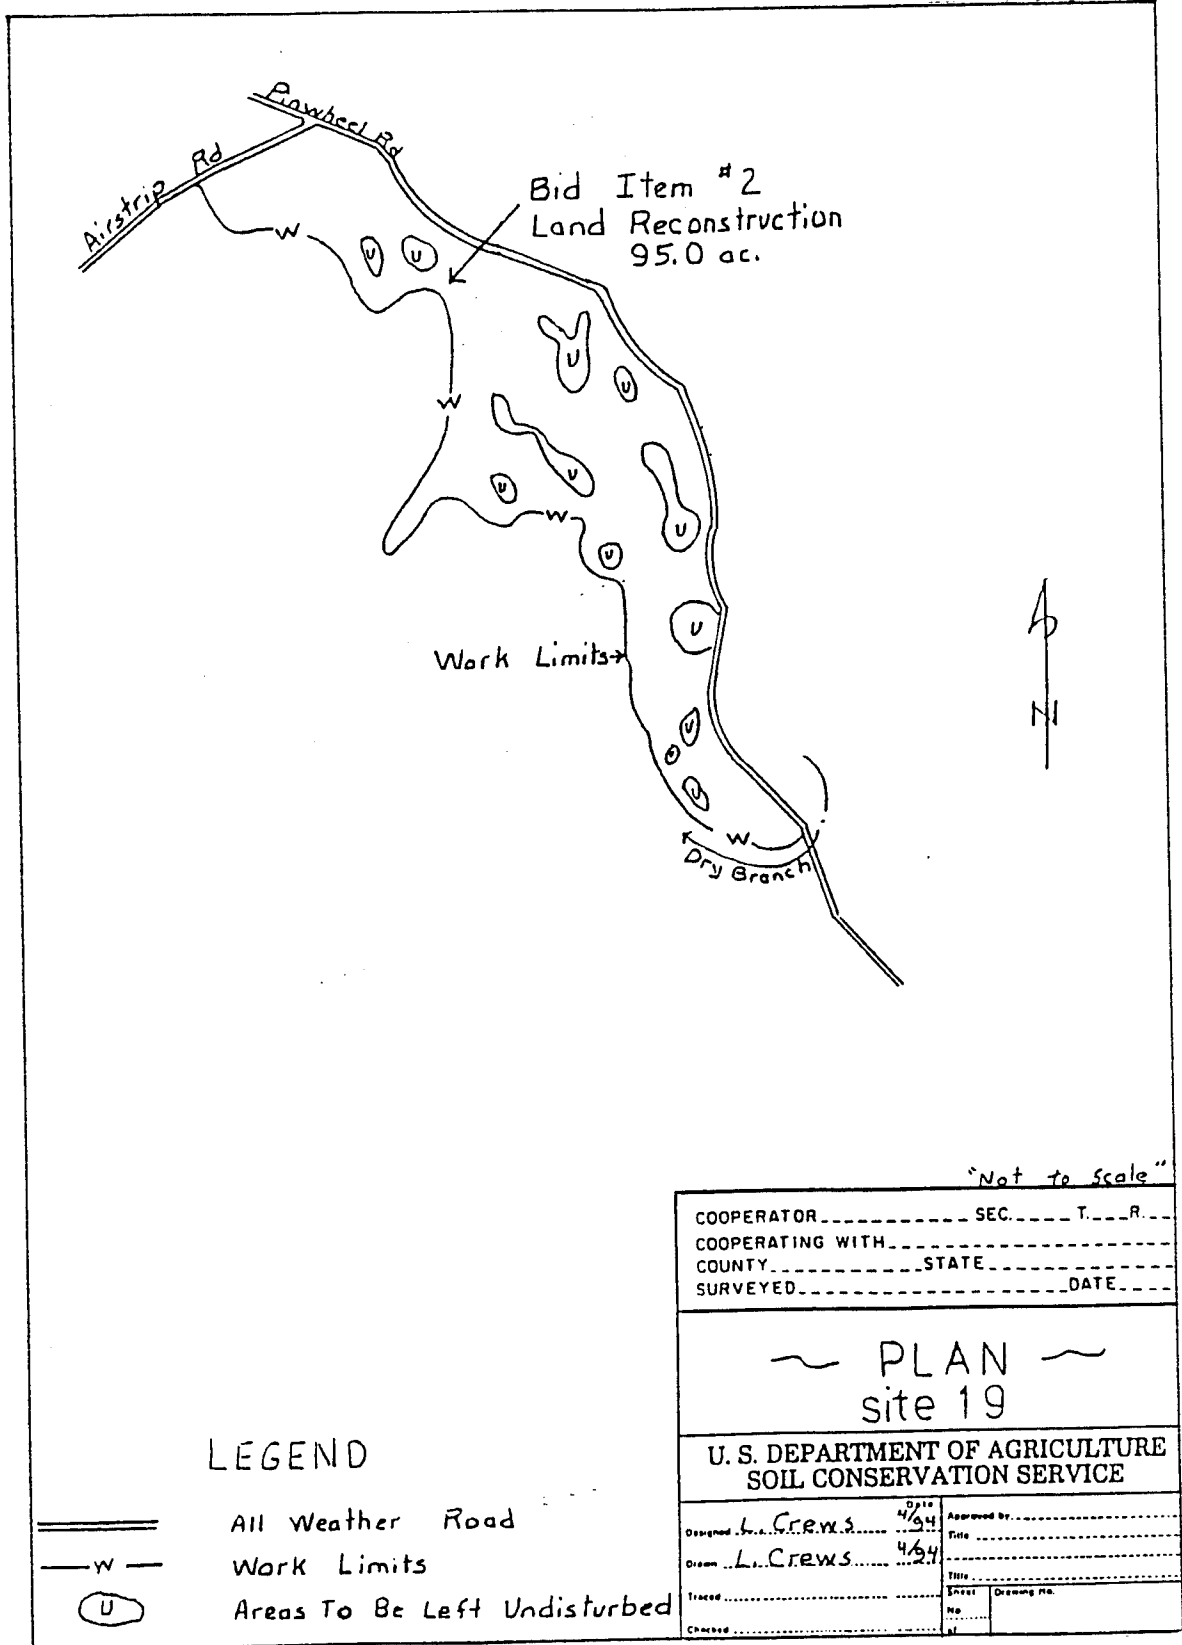 Pinwheel Rd
Airstrip Rd
Bid Item #2
Land Reconstruction
95.0 ac.
W
U
U
U
U
W
U
U
U
W
U
U
Work Limits
U
U
U
W
Dry Branch
N
"Not to Scale"
COOPERATOR SEC. T. R.
COOPERATING WITH
COUNTY STATE
SURVEYED DATE
~ PLAN ~
site 19
U. S. DEPARTMENT OF AGRICULTURE
SOIL CONSERVATION SERVICE
Date
Designed L. Crews 4/94
Drawn L. Crews 4/94
Traced
Checked
Approved by
Title
Title
Sheet
No
of
Drawing No.
LEGEND
All Weather Road
W Work Limits
U Areas To Be Left Undisturbed